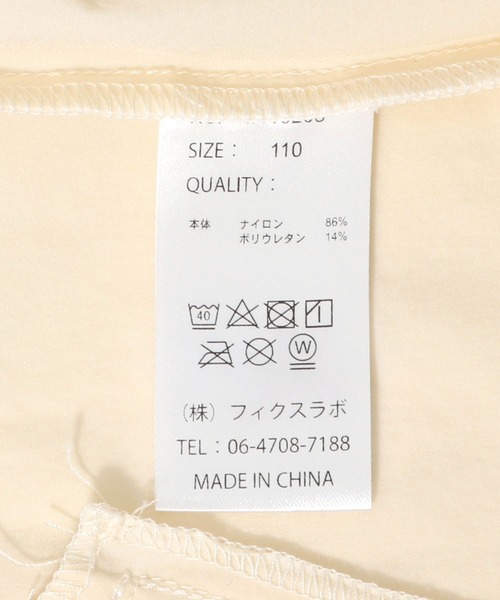 SIZE : 110
QUALITY :
本体 ナイロン 86%
ポリウレタン 14%
40
W
(株) フィクスラボ
TEL : 06-4708-7188
MADE IN CHINA